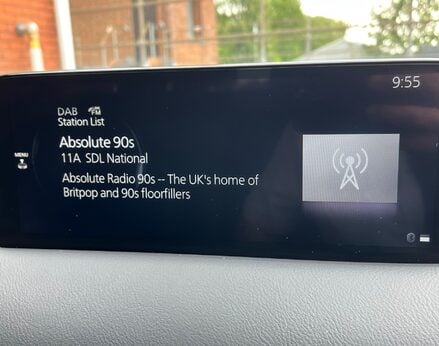 9:55
DAB FM
Station List
Absolute 90s
MENU
11A SDL National
Absolute Radio 90s -- The UK's home of
Britpop and 90s floorfillers